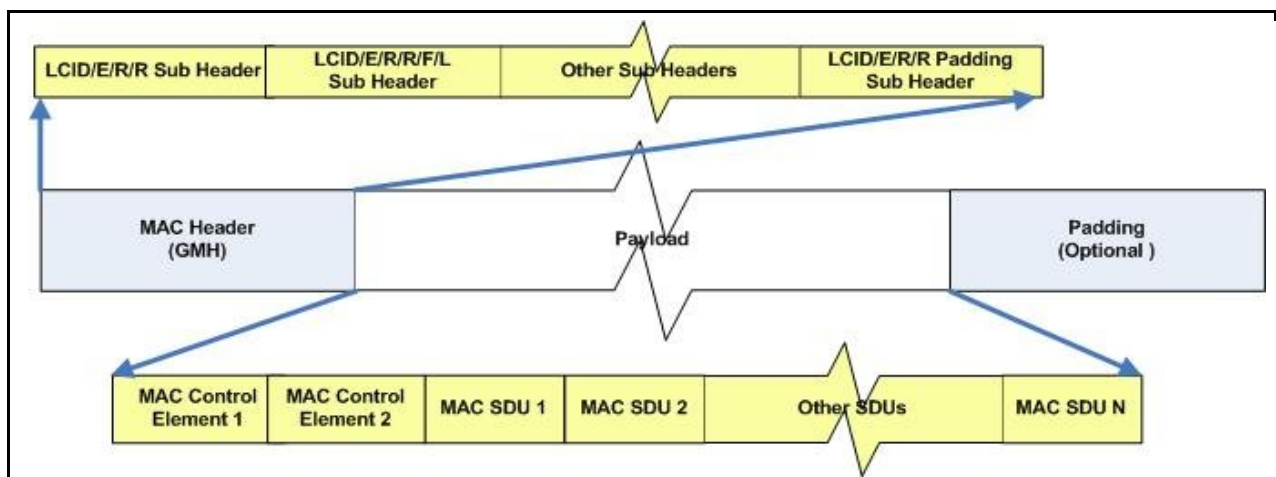 LCID/E/R/R Sub Header
LCID/E/R/R/F/L
Sub Header
Other Sub Headers
LCID/E/R/R Padding
Sub Header
MAC Header
(GMH)
Payload
Padding
(Optional )
MAC Control
Element 1
MAC Control
Element 2
MAC SDU 1
MAC SDU 2
Other SDUs
MAC SDU N